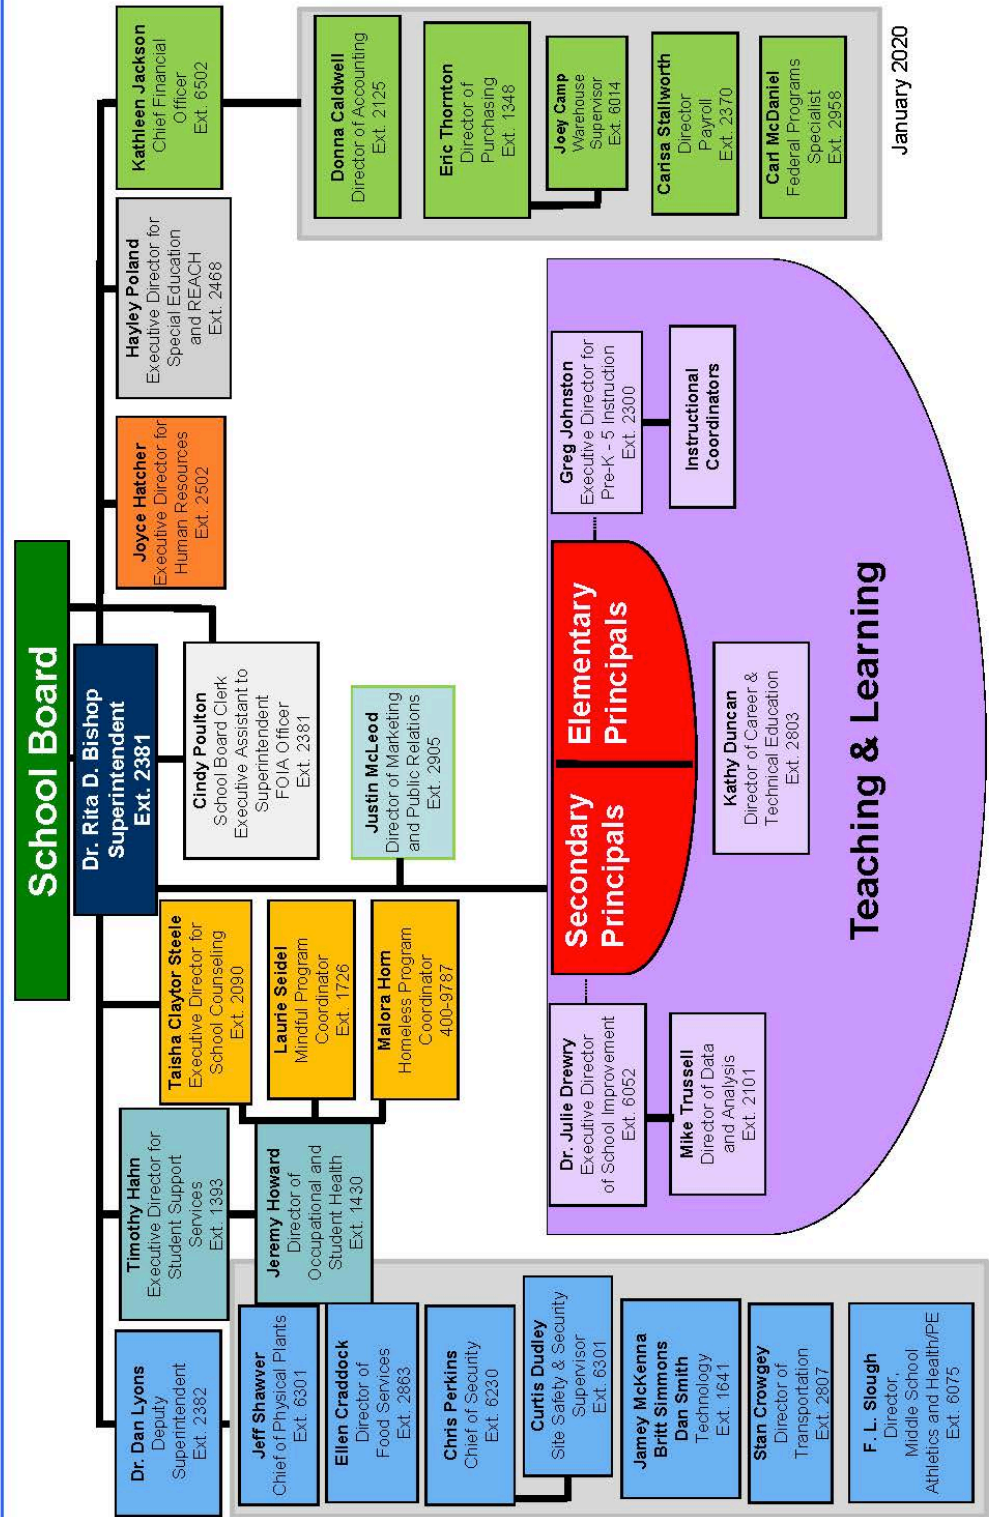 School Board
Dr. Rita D. Bishop
Superintendent
Ext. 2381
Cindy Poulton
School Board Clerk
Executive Assistant to
Superintendent
FOIA Officer
Ext. 2381
Dr. Dan Lyons
Deputy
Superintendent
Ext. 2382
Timothy Hahn
Executive Director for
Student Support
Services
Ext. 1393
Taisha Claytor Steele
Executive Director for
School Counseling
Ext. 2090
Joyce Hatcher
Executive Director for
Human Resources
Ext. 2502
Hayley Poland
Executive Director for
Special Education
and REACH
Ext. 2468
Kathleen Jackson
Chief Financial
Officer
Ext. 6502
Jeff Shawver
Chief of Physical Plants
Ext. 6301
Ellen Craddock
Director of
Food Services
Ext. 2863
Chris Perkins
Chief of Security
Ext. 6230
Curtis Dudley
Site Safety & Security
Supervisor
Ext. 6301
Jamey McKenna
Britt Simmons
Dan Smith
Technology
Ext. 1641
Stan Crowgey
Director of
Transportation
Ext. 2807
F. L. Slough
Director,
Middle School
Athletics and Health/PE
Ext. 6075
Jeremy Howard
Director of
Occupational and
Student Health
Ext. 1430
Laurie Seidel
Mindful Program
Coordinator
Ext. 1726
Malora Horn
Homeless Program
Coordinator
400-9787
Justin McLeod
Director of Marketing
and Public Relations
Ext. 2905
Donna Caldwell
Director of Accounting
Ext. 2125
Eric Thornton
Director of
Purchasing
Ext. 1348
Joey Camp
Warehouse
Supervisor
Ext. 6014
Carisa Stallworth
Director
Payroll
Ext. 2370
Carl McDaniel
Federal Programs
Specialist
Ext. 2958
Dr. Julie Drewry
Executive Director
of School Improvement
Ext. 6052
Mike Trussell
Director of Data
and Analysis
Ext. 2101
Secondary
Principals
Elementary
Principals
Greg Johnston
Executive Director for
Pre-K - 5 Instruction
Ext. 2300
Instructional
Coordinators
Kathy Duncan
Director of Career &
Technical Education
Ext. 2803
Teaching & Learning
January 2020